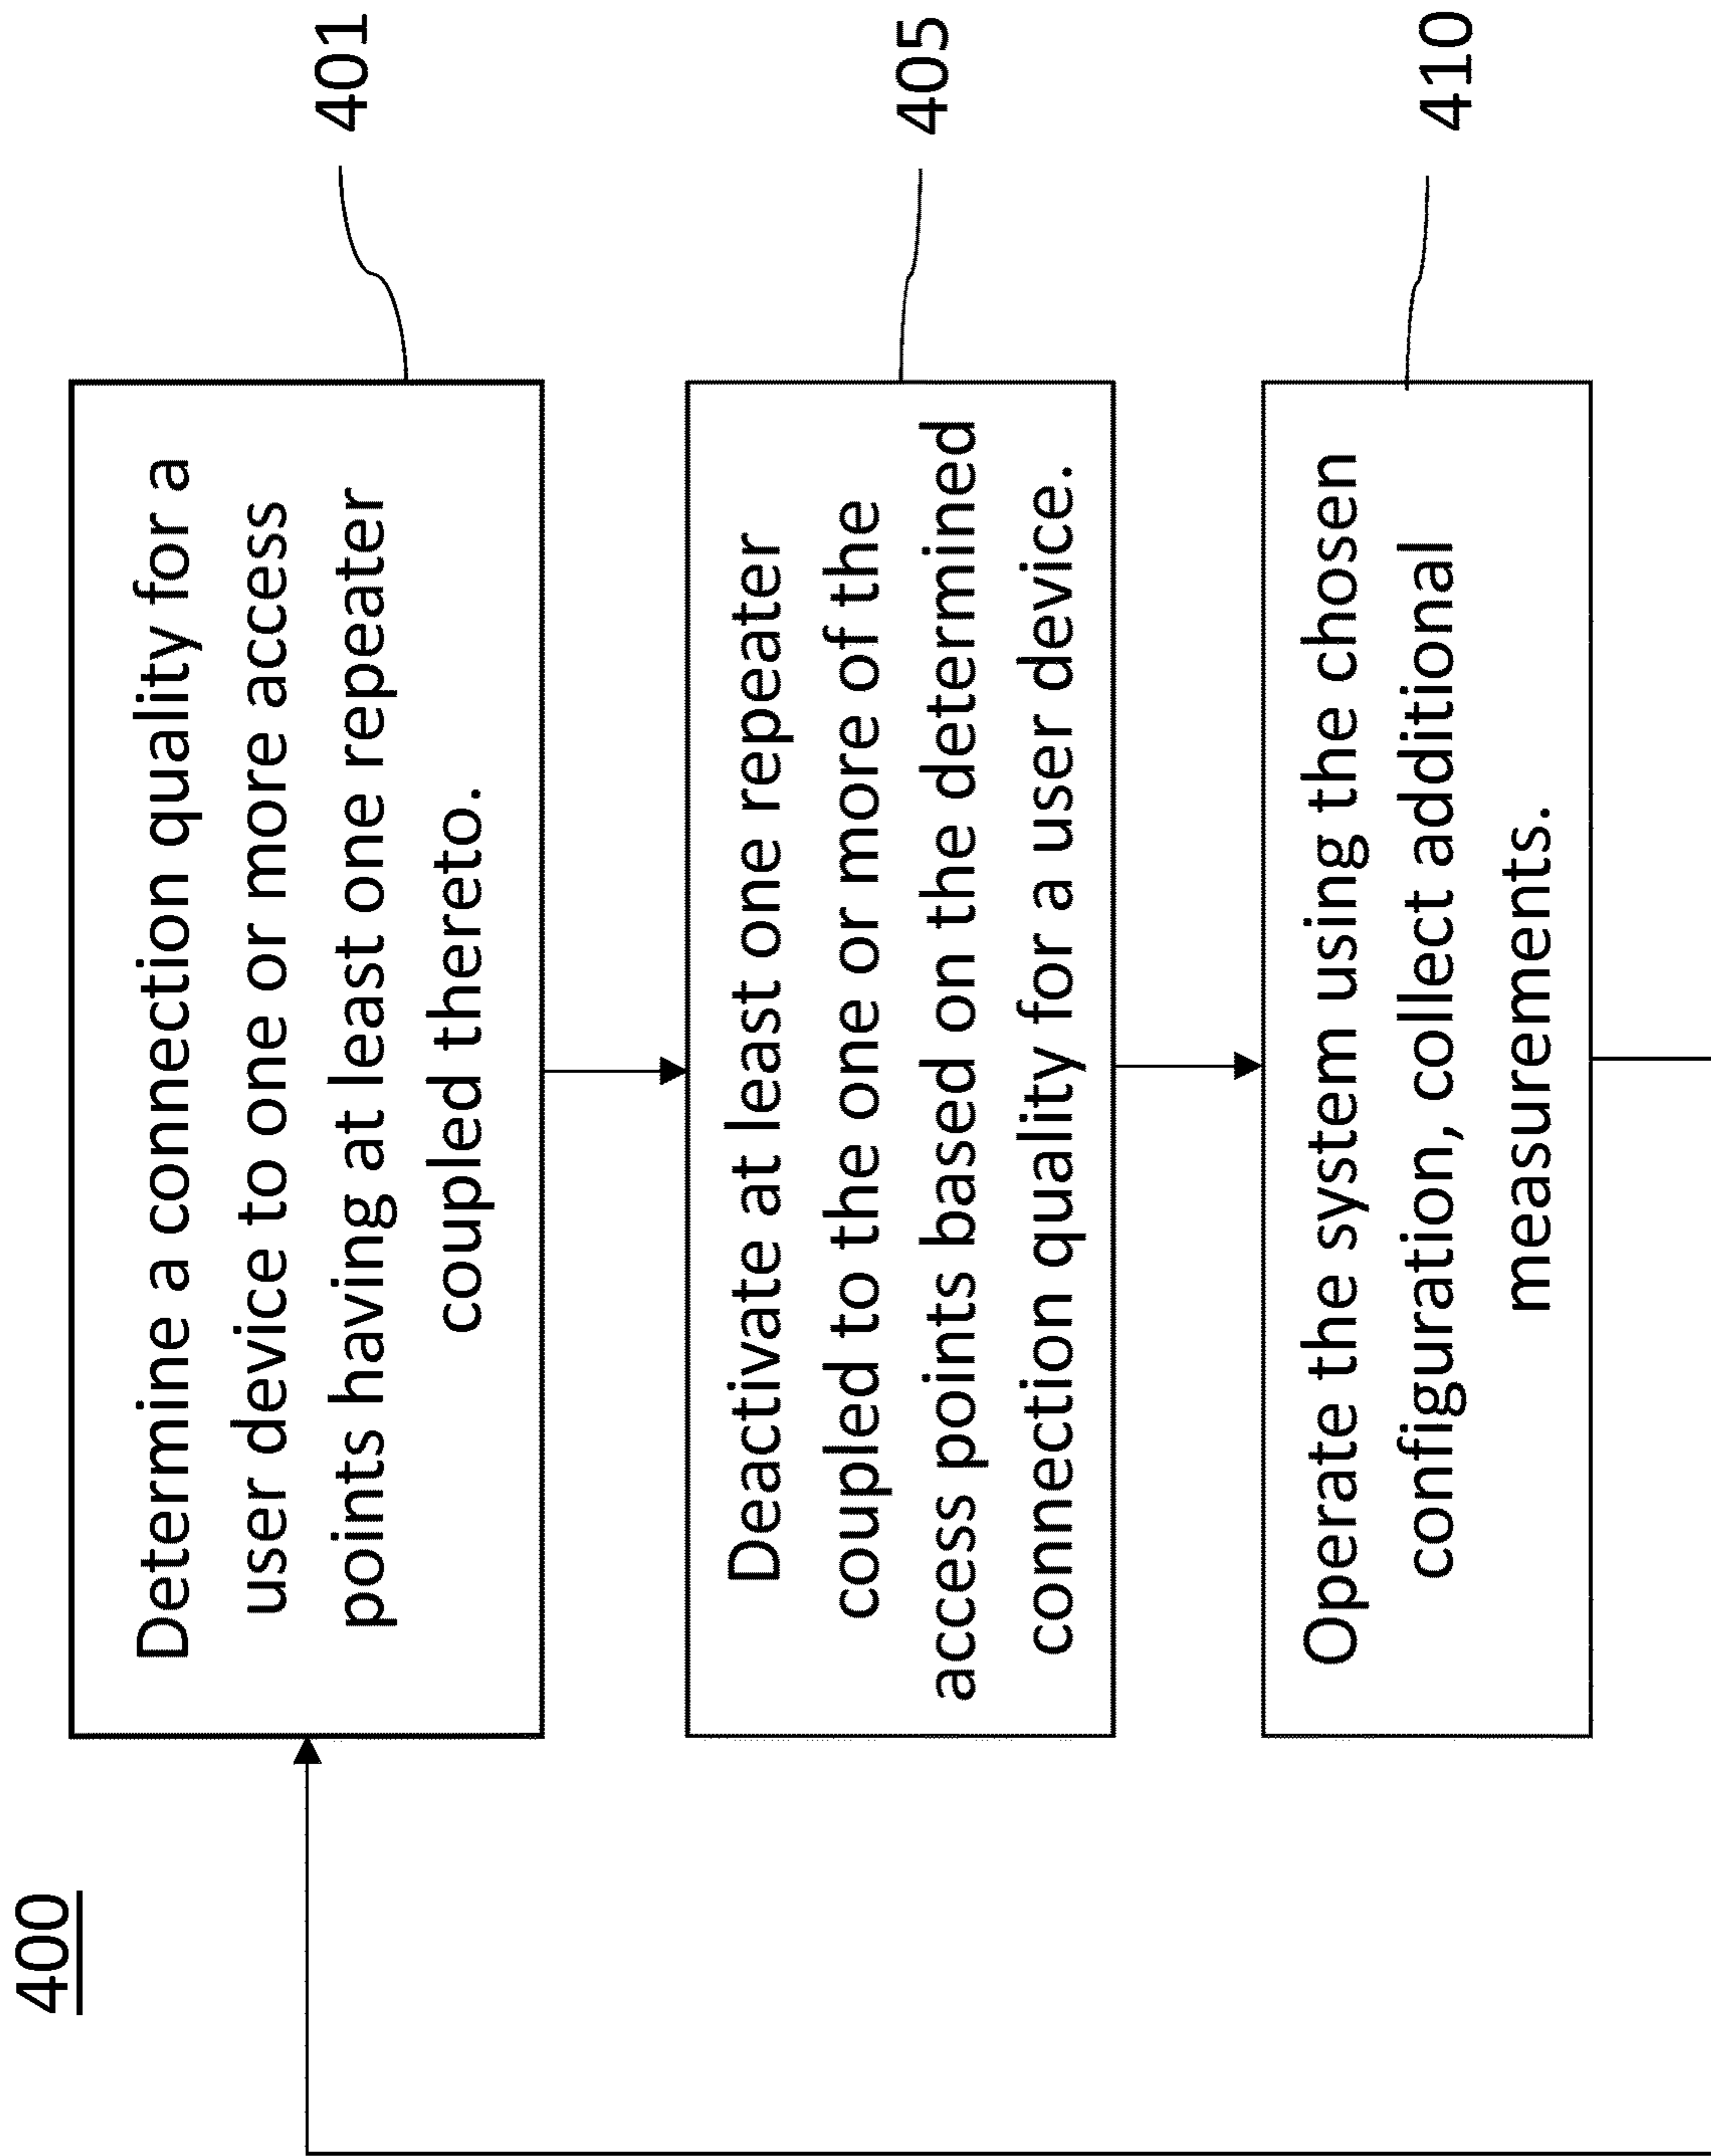 400
Determine a connection quality for a
user device to one or more access
points having at least one repeater
coupled thereto.
401
Deactivate at least one repeater
coupled to the one or more of the
access points based on the determined
connection quality for a user device.
405
Operate the system using the chosen
configuration, collect additional
measurements.
410